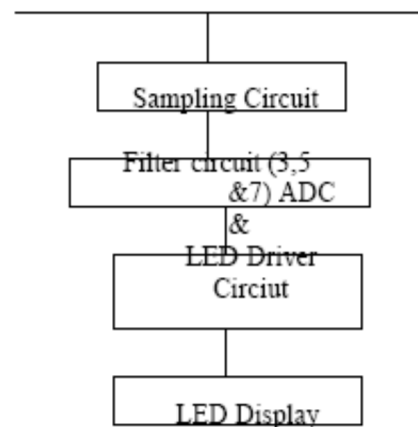 Sampling Circuit
Filter circuit (3,5
&7) ADC
&
LED Driver
Circiut
LED Display